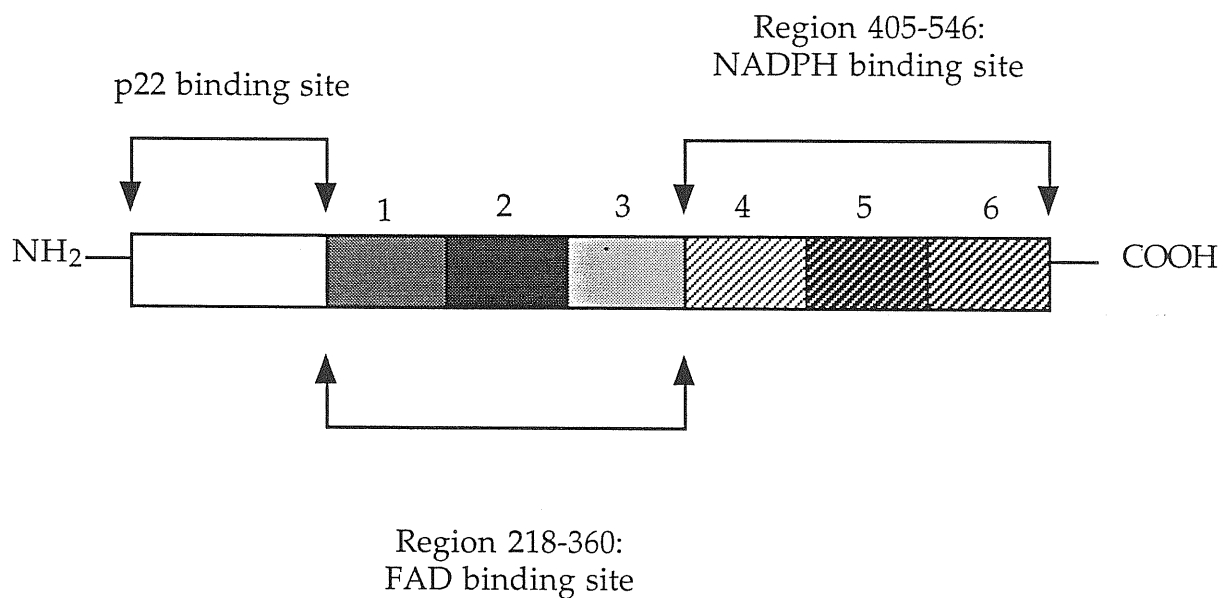 Region 405-546:
NADPH binding site
p22 binding site
1 2 3 4 5 6
NH2 COOH
Region 218-360:
FAD binding site